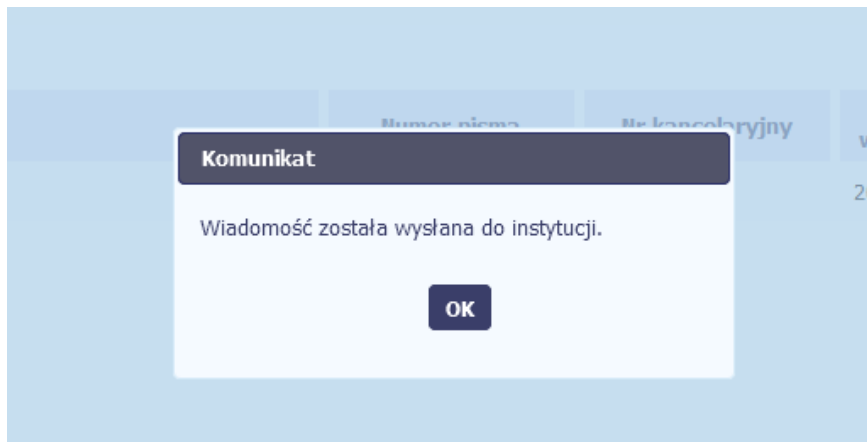 Numer pisma
Nr kancelaryjny
Komunikat
Wiadomość została wysłana do instytucji.
OK